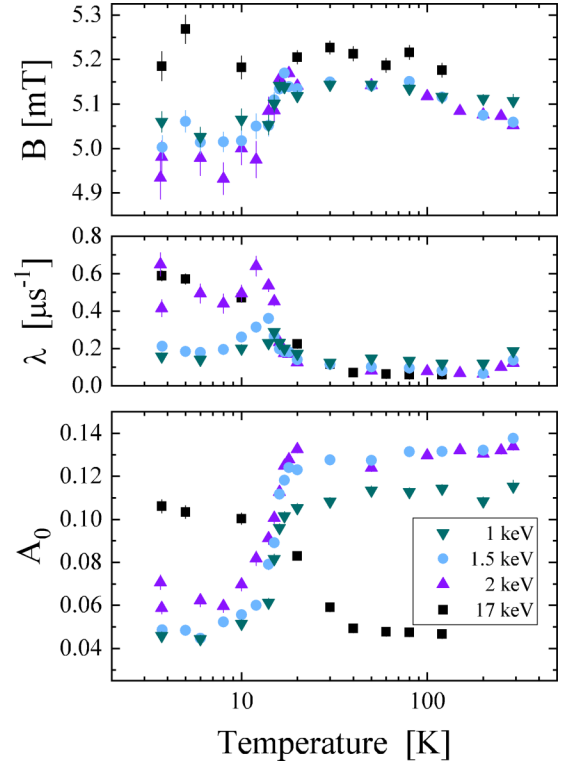 5.3
5.2
5.1
5.0
4.9
B [mT]
0.8
0.6
0.4
0.2
0.0
λ [μs⁻¹]
0.14
0.12
0.10
0.08
0.06
0.04
A₀
1 keV
1.5 keV
2 keV
17 keV
10 100
Temperature [K]